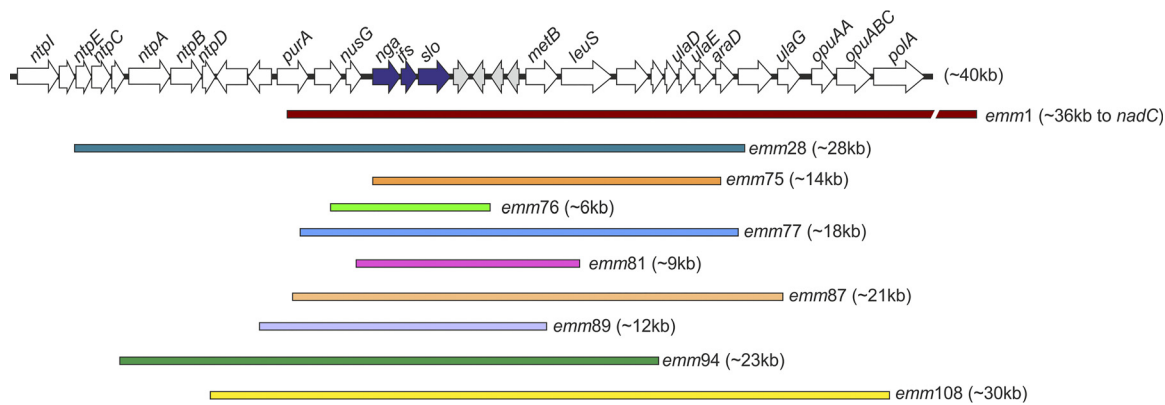 ntpI ntpE ntpC ntpA ntpB ntpD purA nusG nga ifs slo metB leuS ulaD ulaE araD ulaG opuAA opuABC polA
(~40kb)
emm1 (~36kb to nadC)
emm28 (~28kb)
emm75 (~14kb)
emm76 (~6kb)
emm77 (~18kb)
emm81 (~9kb)
emm87 (~21kb)
emm89 (~12kb)
emm94 (~23kb)
emm108 (~30kb)